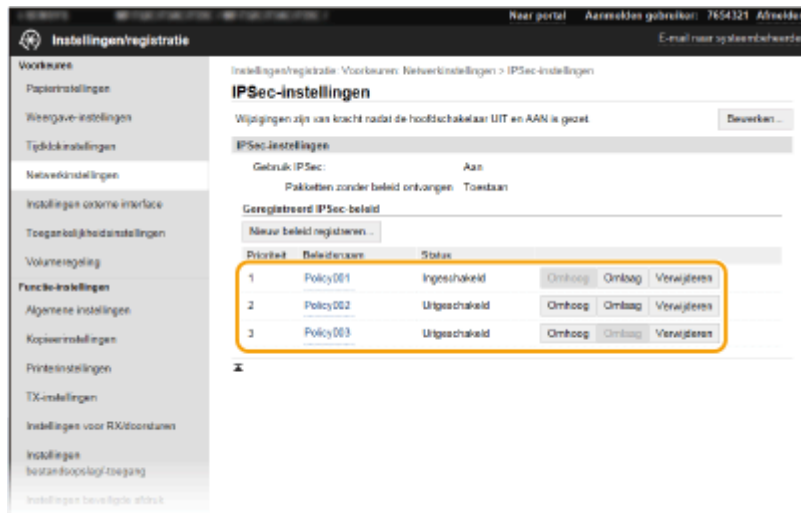 Naar portal Aanmelden gebruiker: 7654321 Afmelden
Instellingen/registratie
E-mail naar systeembeheerde
Voorkeuren
Papierinstellingen
Weergave-instellingen
Tijdklokinstellingen
Netwerkinstellingen
Instellingen externe interface
Toegankelijkheidsinstellingen
Volumeregeling
Functie-instellingen
Algemene instellingen
Kopieerinstellingen
Printerinstellingen
TX-instellingen
Instellingen voor RX/doorsturen
Instellingen
bestandsopslag/-toegang
Instellingen beveiligde afdruk
Instellingen/registratie: Voorkeuren: Netwerkinstellingen > IPSec-instellingen
IPSec-instellingen
Wijzigingen zijn van kracht nadat de hoofdschakelaar UIT en AAN is gezet.
Bewerken...
IPSec-instellingen
Gebruik IPSec: Aan
Pakketten zonder beleid ontvangen Toestaan
Geregistreerd IPSec-beleid
Nieuw beleid registreren...
Prioriteit Beleidsnaam Status
1 Policy001 Ingeschakeld Omhoog Omlaag Verwijderen
2 Policy002 Uitgeschakeld Omhoog Omlaag Verwijderen
3 Policy003 Uitgeschakeld Omhoog Omlaag Verwijderen